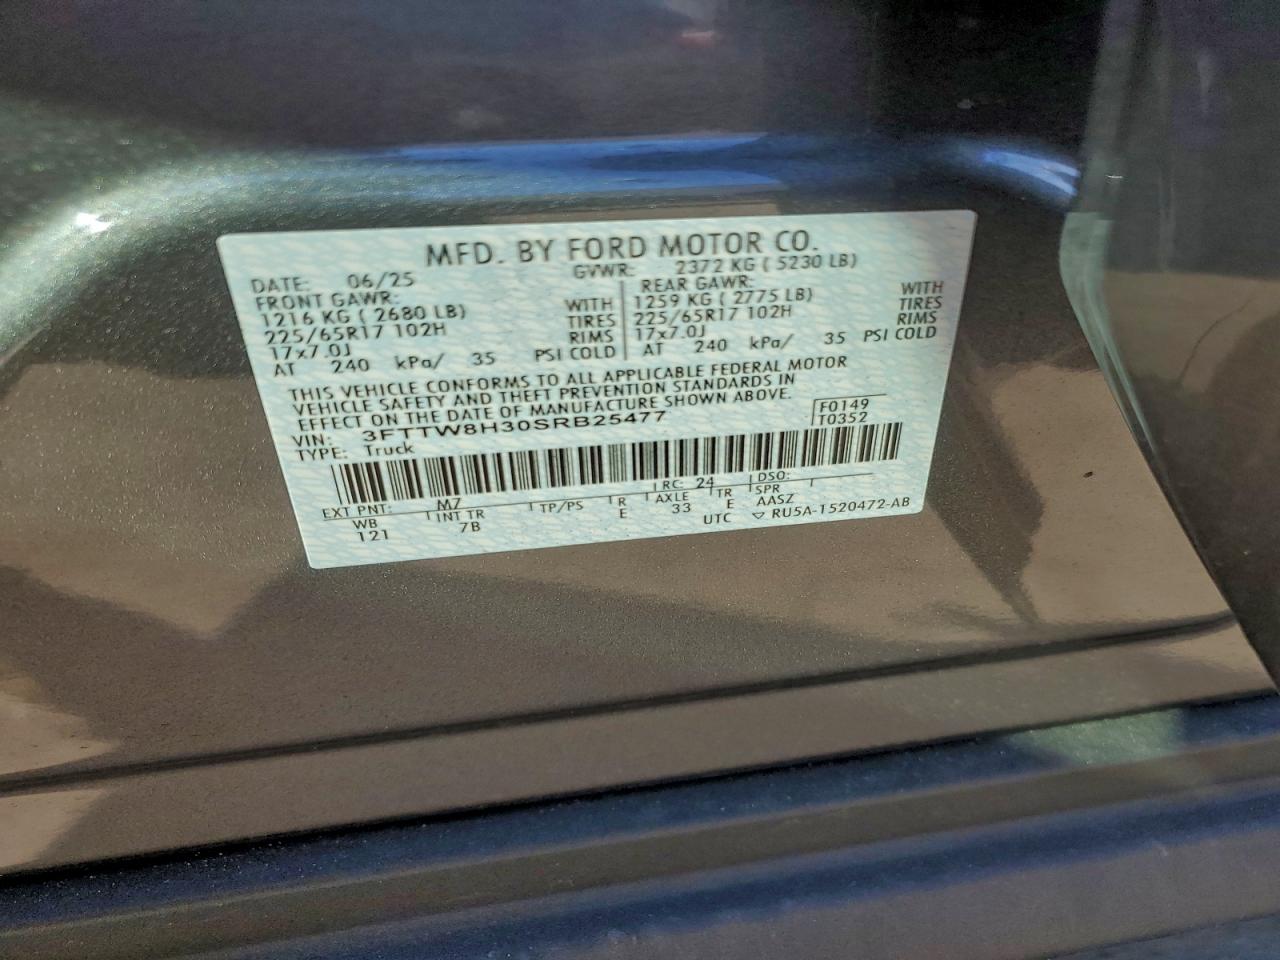 MFD. BY FORD MOTOR CO.
DATE: 06/25 GVWR: 2372 KG ( 5230 LB)
FRONT GAWR: REAR GAWR:
1216 KG ( 2680 LB) WITH 1259 KG ( 2775 LB) WITH
225/65R17 102H TIRES 225/65R17 102H TIRES
17x7.0J RIMS 17x7.0J RIMS
AT 240 kPa/ 35 PSI COLD AT 240 kPa/ 35 PSI COLD
THIS VEHICLE CONFORMS TO ALL APPLICABLE FEDERAL MOTOR
VEHICLE SAFETY AND THEFT PREVENTION STANDARDS IN
EFFECT ON THE DATE OF MANUFACTURE SHOWN ABOVE.
VIN: 3FTTW8H30SRB25477 F0149
TYPE: Truck T0352
EXT PNT: M7 RC: 24 DSO:
WB INT TR TP/PS R AXLE TR SPR
121 7B E 33 E AASZ
UTC ▽ RU5A-1520472-AB